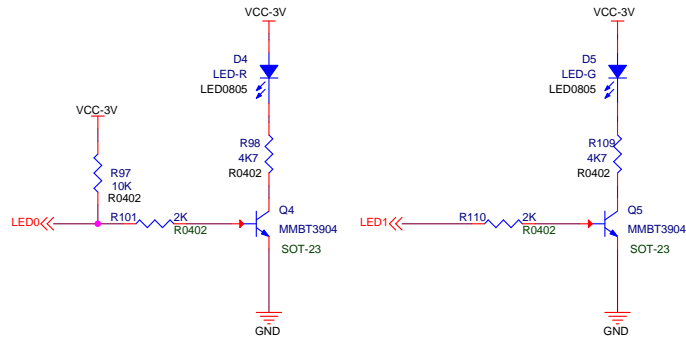 VCC-3V
D4
LED-R
LED0805
VCC-3V
R98
4K7
R0402
R97
10K
R0402
LED0
R101
2K
R0402
Q4
MMBT3904
SOT-23
GND
VCC-3V
D5
LED-G
LED0805
R109
4K7
R0402
LED1
R110
2K
R0402
Q5
MMBT3904
SOT-23
GND